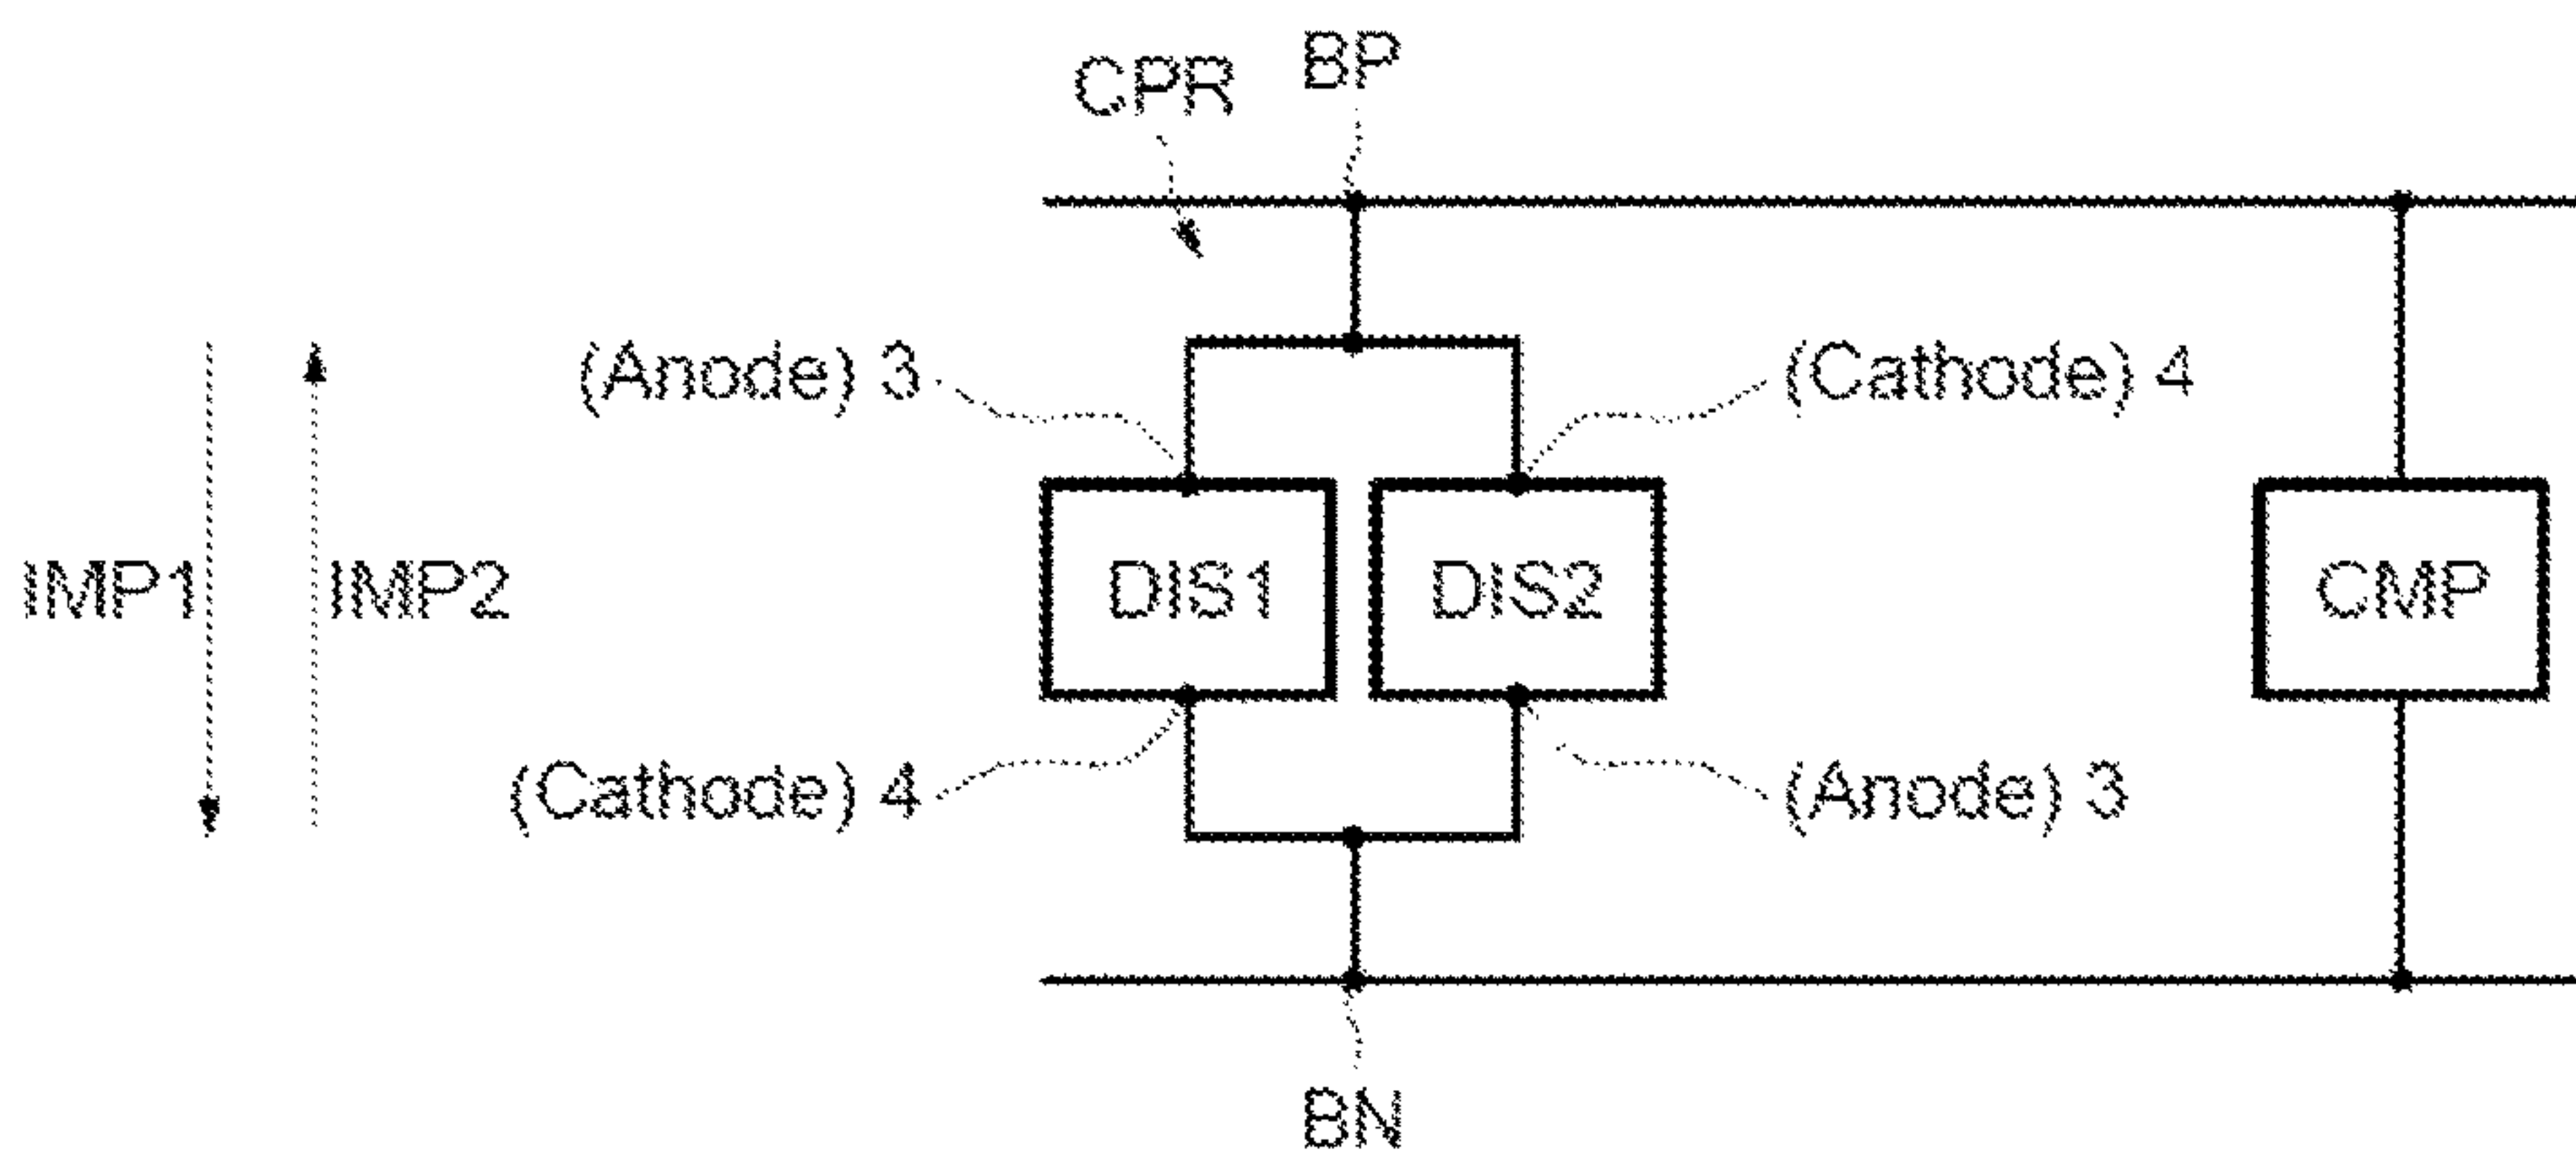 CPR BP
(Anode) 3 (Cathode) 4
IMP1 IMP2 DIS1 DIS2 CMP
(Cathode) 4 (Anode) 3
BN